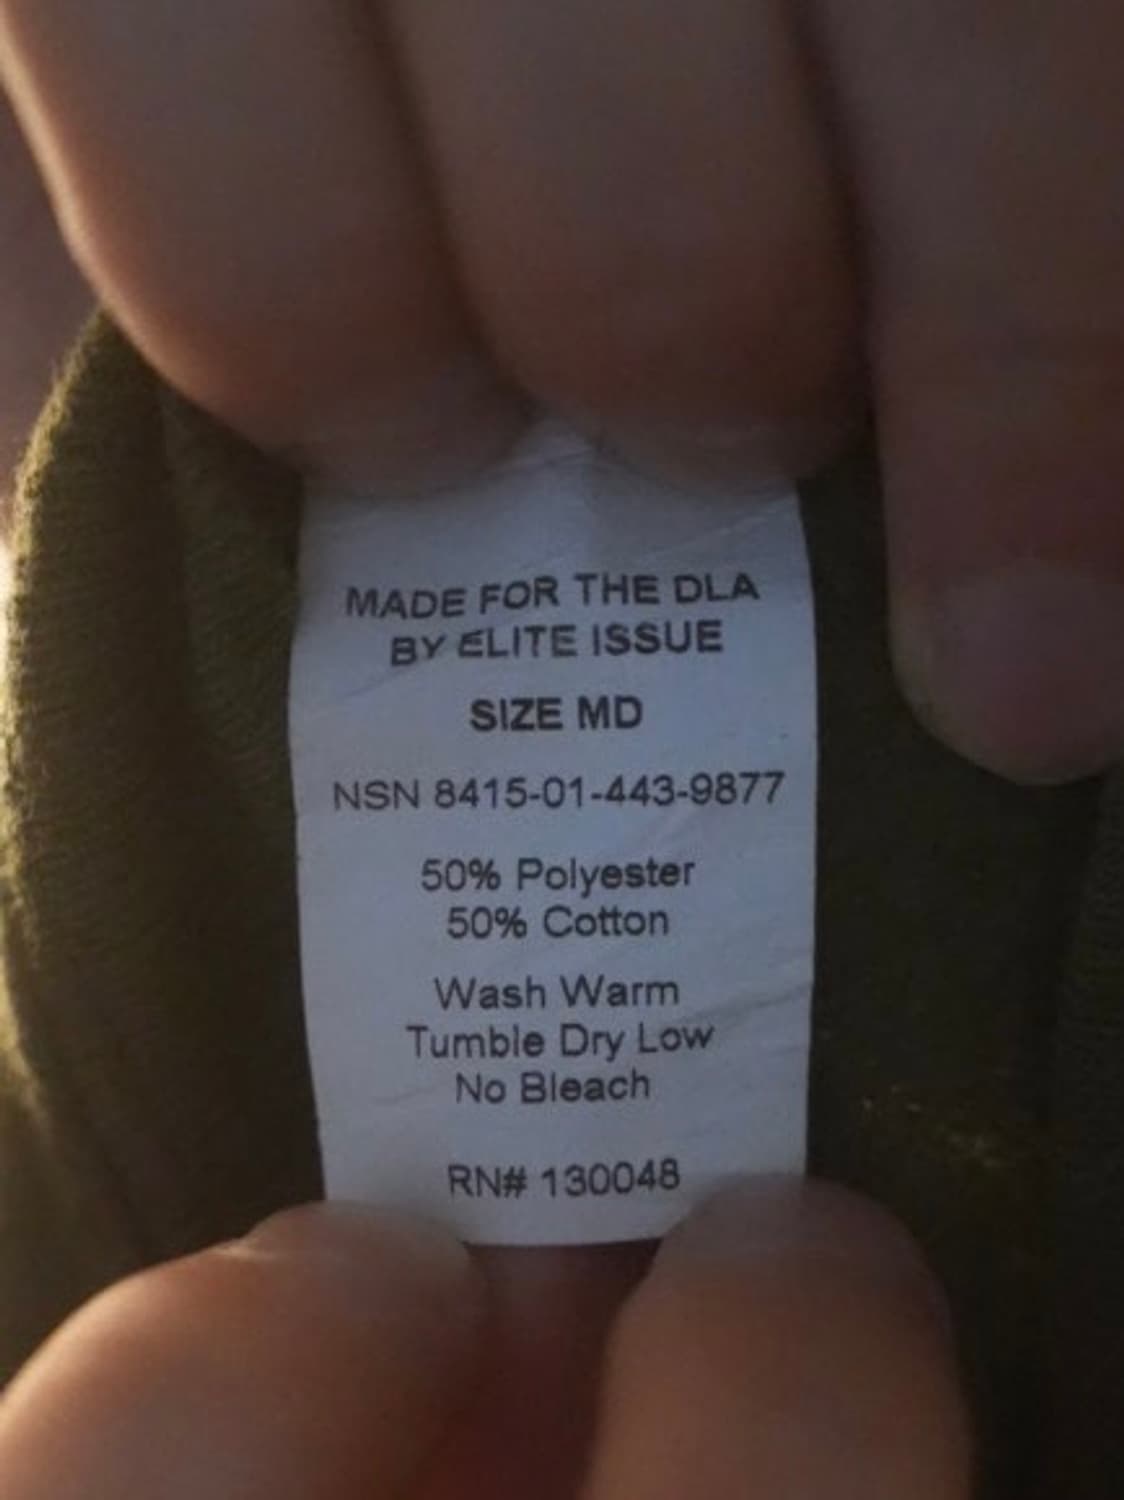 MADE FOR THE DLA
BY ELITE ISSUE
SIZE MD
NSN 8415-01-443-9877
50% Polyester
50% Cotton
Wash Warm
Tumble Dry Low
No Bleach
RN# 130048